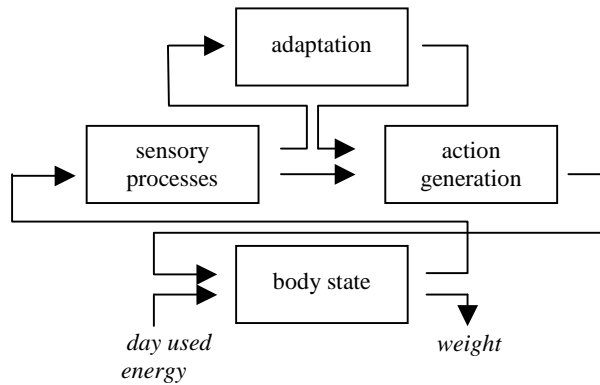 adaptation
sensory
processes
action
generation
body state
day used
energy
weight